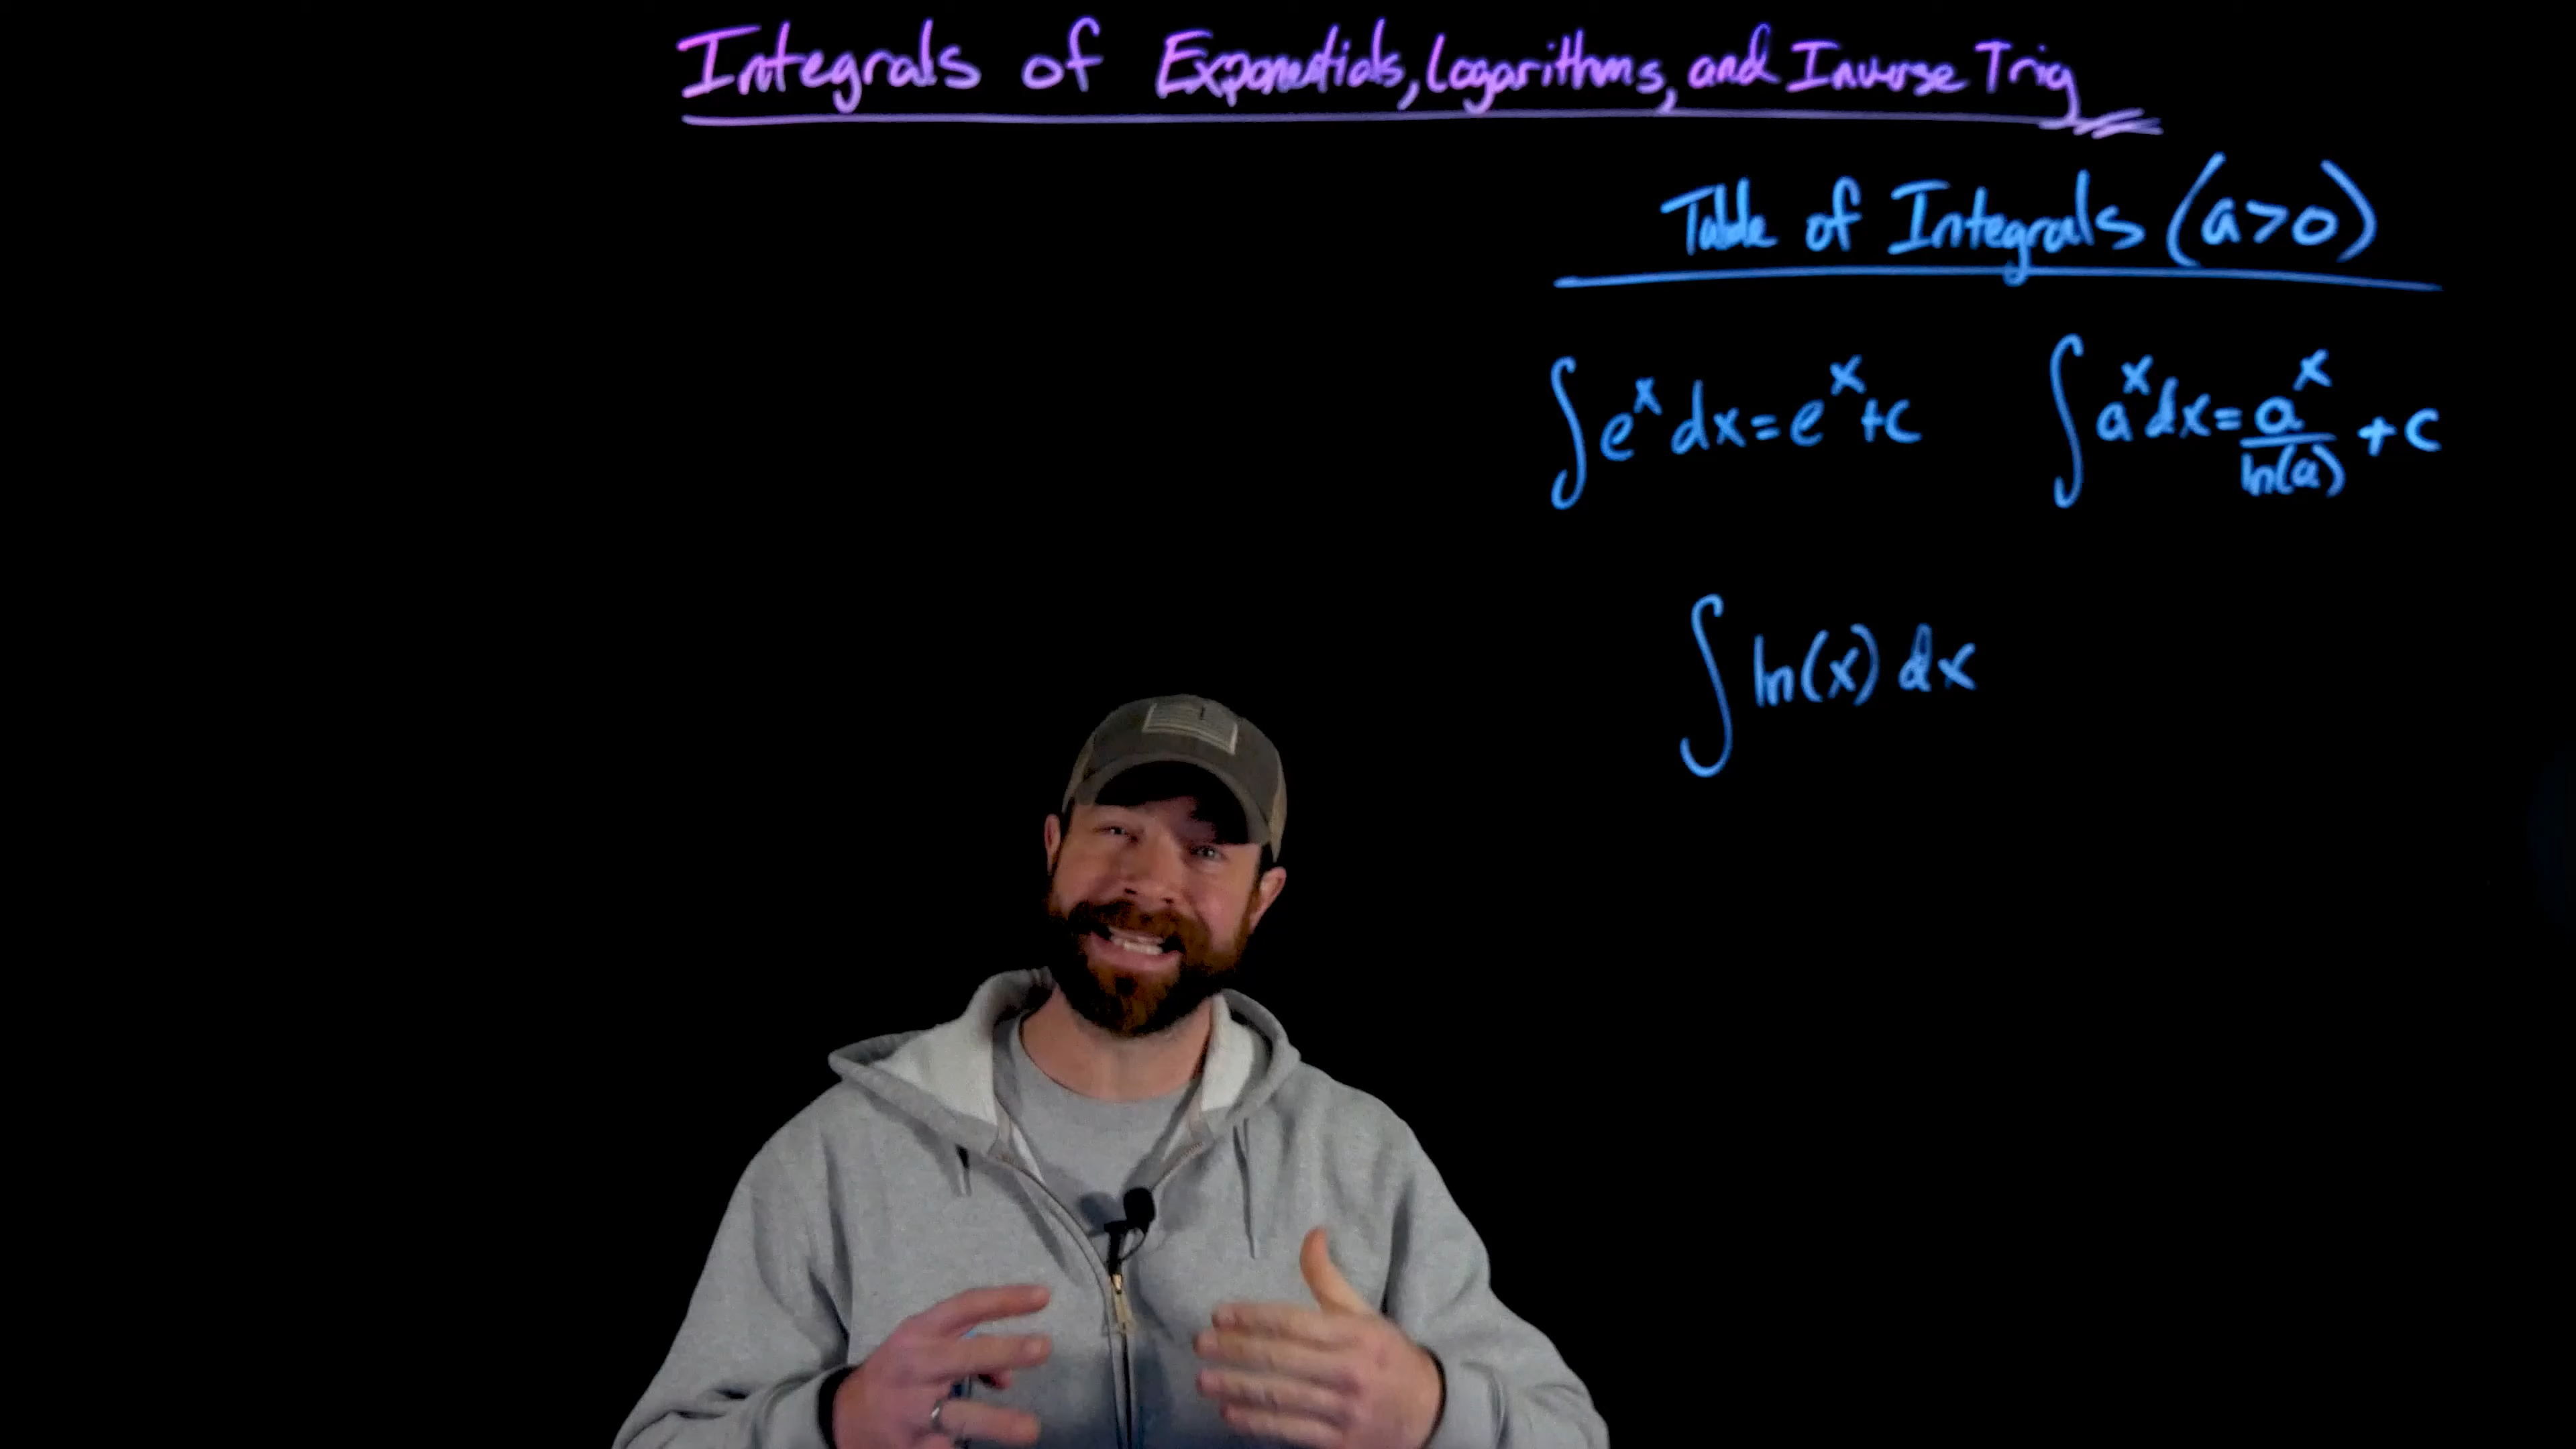 Integrals of Exponentials, Logarithms, and Inverse Trig
Table of Integrals (a>0)
∫e^x dx=e^x+c ∫a^x dx=a^x/ln(a) +c
∫ln(x) dx